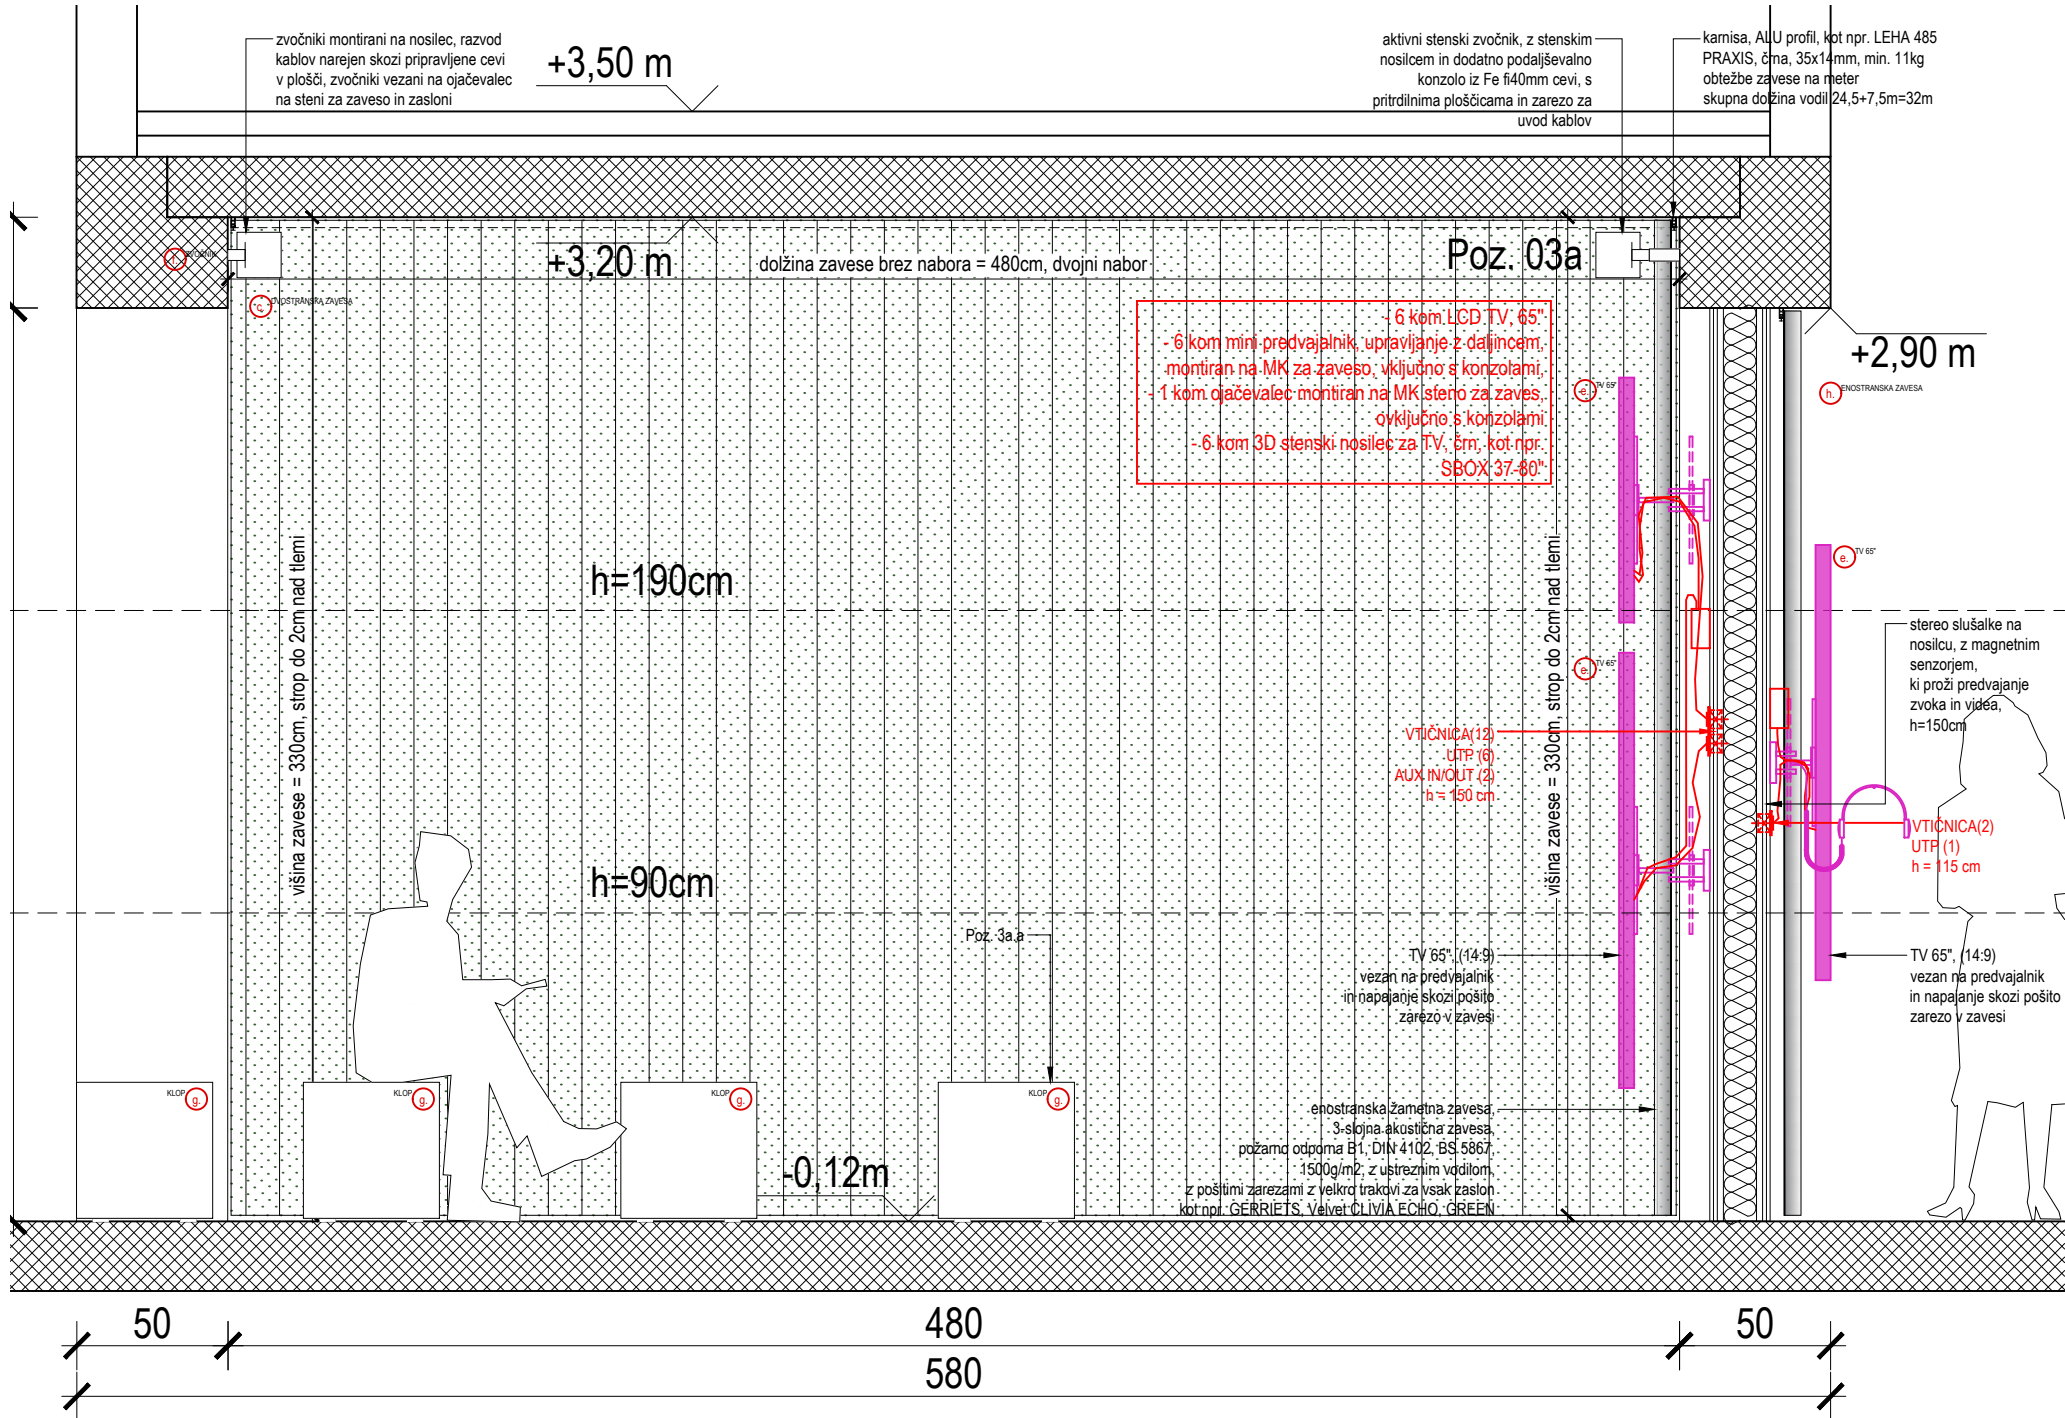 zvočniki montirani na nosilec, razvod
kablov narejen skozi pripravljene cevi
v plošči, zvočniki vezani na ojačevalec
na steni za zaveso in zasloni
+3,50 m
aktivni stenski zvočnik, z stenskim
nosilcem in dodatno podaljševalno
konzolo iz Fe fi40mm cevi, s
pritrdilnima ploščicama in zarezo za
uvod kablov
karnisa, ALU profil, kot npr. LEHA 485
PRAXIS, črna, 35x14mm, min. 11kg
obtežbe zavese na meter
skupna dolžina vodil 24,5+7,5m=32m
f. ZVOČNIK
+3,20 m
dolžina zavese brez nabora = 480cm, dvojni nabor
Poz. 03a
c. DVOSTRANSKA ZAVESA
- 6 kom LCD TV, 65"
- 6 kom mini predvajalnik, upravljanje z daljincem,
montiran na MK za zaveso, vključno s konzolami,
- 1 kom ojačevalec montiran na MK steno za zaves,
ovključno s konzolami
- 6 kom 3D stenski nosilec za TV, črn, kot npr.
SBOX 37-80"
+2,90 m
e. TV 65"
h. ENOSTRANSKA ZAVESA
višina zavese = 330cm, strop do 2cm nad tlemi
h=190cm
višina zavese = 330cm, strop do 2cm nad tlemi
e. TV 65"
e. TV 65"
stereo slušalke na
nosilcu, z magnetnim
senzorjem,
ki proži predvajanje
zvoka in videa,
h=150cm
VTIČNICA(12)
UTP (6)
AUX IN/OUT (2)
h = 150 cm
VTIČNICA(2)
UTP (1)
h = 115 cm
h=90cm
Poz. 3a.a
TV 65", (14:9)
vezan na predvajalnik
in napajanje skozi pošito
zarezo v zavesi
TV 65", (14:9)
vezan na predvajalnik
in napajanje skozi pošito
zarezo v zavesi
KLOP g.
KLOP g.
KLOP g.
KLOP g.
enostranska žametna zavesa,
3-slojna akustična zavesa,
požarno odporna B1, DIN 4102, BS 5867,
1500g/m2, z ustreznim vodilom,
z pošitimi zarezami z velkro trakovi za vsak zaslon
kot npr. GERRIETS, Velvet CLIVIA ECHO, GREEN
-0,12m
50
480
50
580